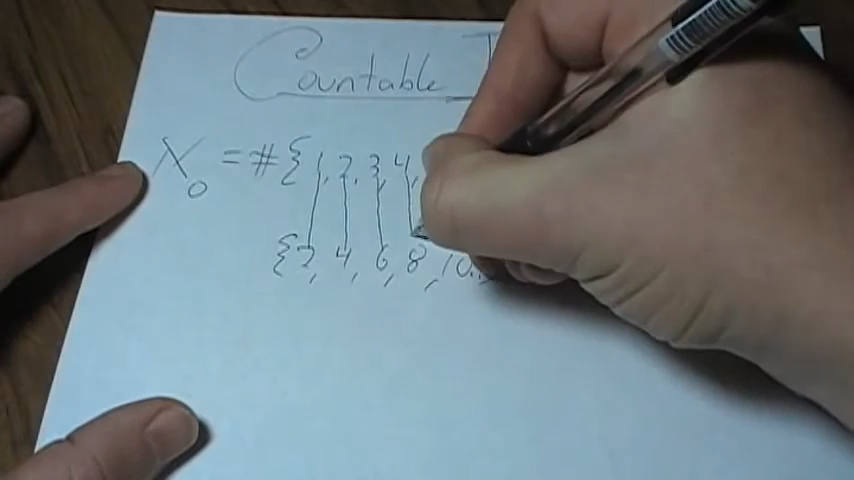 Countable
ℵ₀ = # { 1, 2, 3, 4,
{ 2, 4, 6, 8, 10..